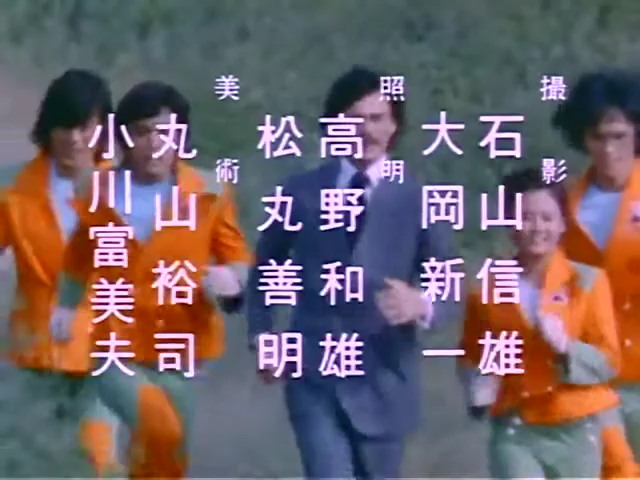 撮影
石山信雄
大岡新一
照明
高野和雄
松丸善明
美術
丸山裕司
小川富美夫